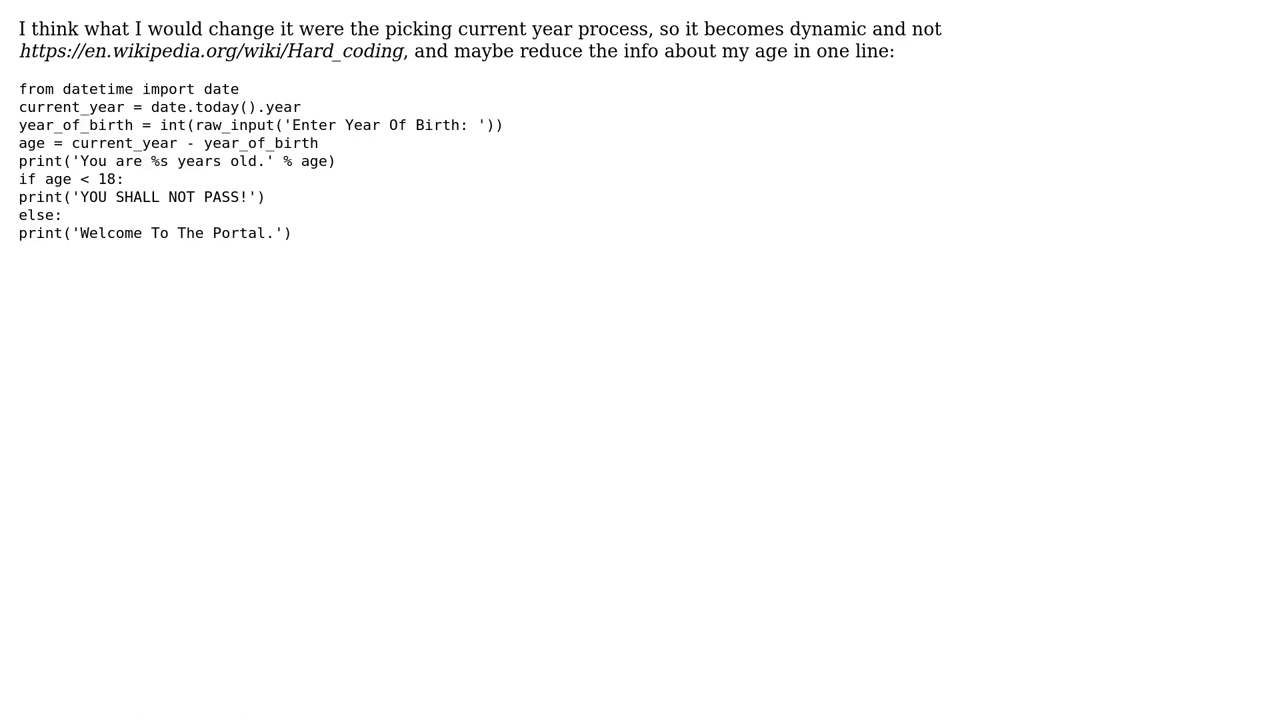 I think what I would change it were the picking current year process, so it becomes dynamic and not
https://en.wikipedia.org/wiki/Hard_coding, and maybe reduce the info about my age in one line:
from datetime import date
current_year = date.today().year
year_of_birth = int(raw_input('Enter Year Of Birth: '))
age = current_year - year_of_birth
print('You are %s years old.' % age)
if age < 18:
print('YOU SHALL NOT PASS!')
else:
print('Welcome To The Portal.')